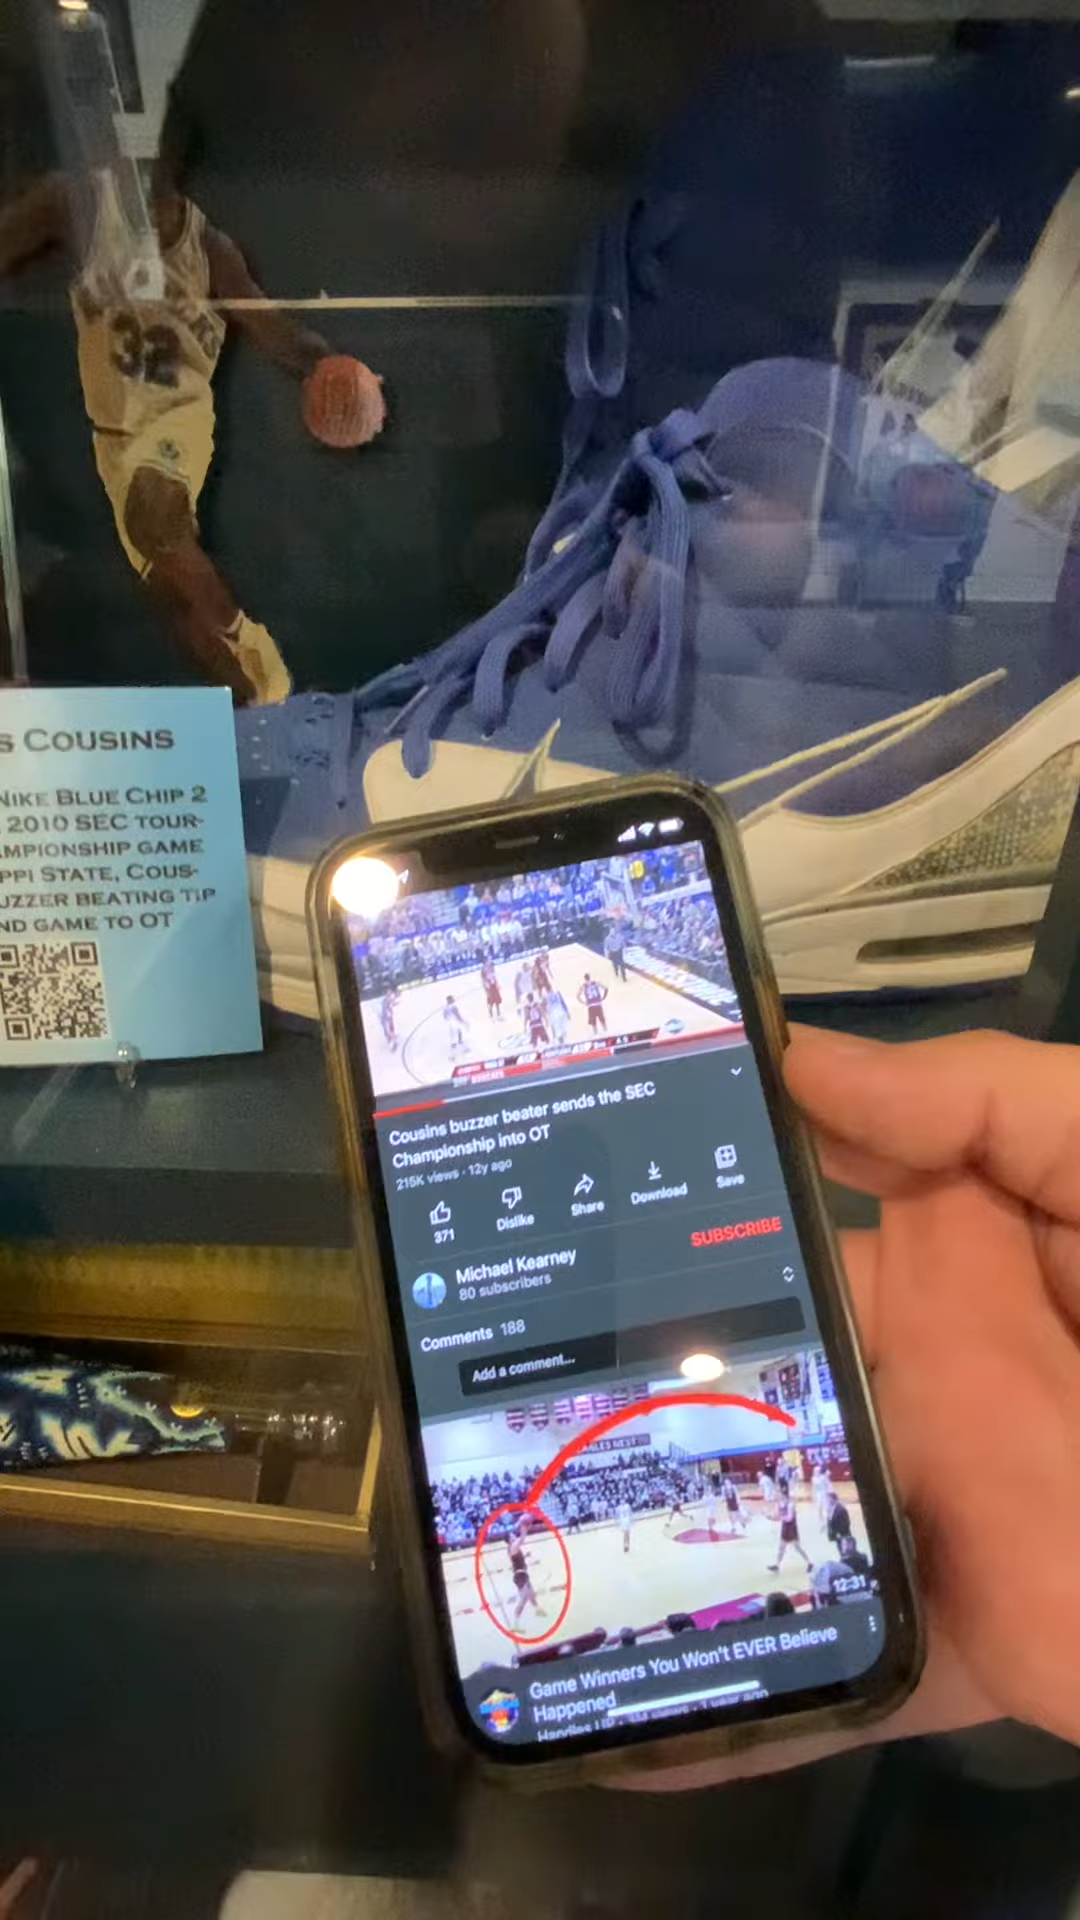 32
S COUSINS
NIKE BLUE CHIP 2
2010 SEC TOUR-
AMPIONSHIP GAME
PPI STATE, COUS-
UZZER BEATING TIP
ND GAME TO OT
Cousins buzzer beater sends the SEC
Championship into OT
215K views · 12y ago
371
Dislike
Share
Download
Save
Michael Kearney
80 subscribers
SUBSCRIBE
Comments 188
Add a comment...
EAGLES NEST
12:31
Game Winners You Won't EVER Believe
Happened